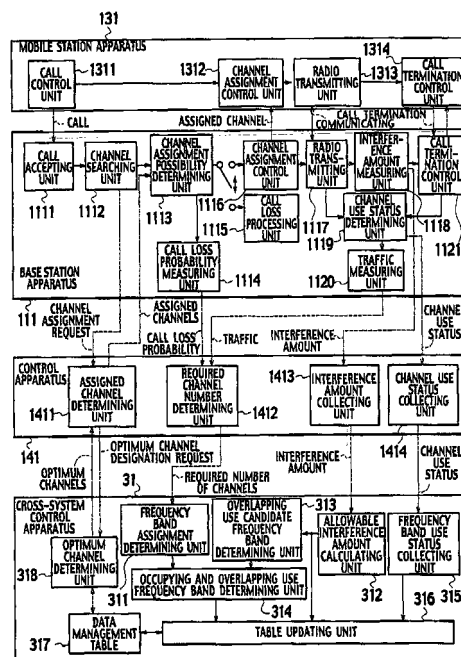 131
MOBILE STATION APPARATUS
1311
CALL CONTROL UNIT
1312
CHANNEL ASSIGNMENT CONTROL UNIT
RADIO TRANSMITTING UNIT
1313
1314
CALL TERMINATION CONTROL UNIT
CALL
ASSIGNED CHANNEL
CALL TERMINATION
COMMUNICATING
CALL ACCEPTING UNIT
1111
CHANNEL SEARCHING UNIT
1112
CHANNEL ASSIGNMENT POSSIBILITY DETERMINING UNIT
1113
CHANNEL ASSIGNMENT CONTROL UNIT
1116
CALL LOSS PROCESSING UNIT
1115
RADIO TRANS-MITTING UNIT
1117
INTERFER-ENCE AMOUNT MEASURING UNIT
1118
CALL TERMI-NATION CONTROL UNIT
1121
CHANNEL USE STATUS DETERMINING UNIT
1119
CALL LOSS PROBABILITY MEASURING UNIT
1114
TRAFFIC MEASURING UNIT
1120
BASE STATION APPARATUS
111
CHANNEL ASSIGNMENT REQUEST
ASSIGNED CHANNELS
CALL LOSS PROBABILITY
TRAFFIC
INTERFERENCE AMOUNT
CHANNEL USE STATUS
CONTROL APPARATUS
141
ASSIGNED CHANNEL DETERMINING UNIT
1411
REQUIRED CHANNEL NUMBER DETERMINING UNIT
1412
1413
INTERFERENCE AMOUNT COLLECTING UNIT
CHANNEL USE STATUS COLLECTING UNIT
1414
OPTIMUM CHANNELS
OPTIMUM CHANNEL DESIGNATION REQUEST
REQUIRED NUMBER OF CHANNELS
INTERFERENCE AMOUNT
CHANNEL USE STATUS
CROSS-SYSTEM CONTROL APPARATUS
31
FREQUENCY BAND ASSIGNMENT DETERMINING UNIT
311
OVERLAPPING USE CANDIDATE FREQUENCY BAND DETERMINING UNIT
313
ALLOWABLE INTERFERENCE AMOUNT CALCULATING UNIT
312
FREQUENCY BAND USE STATUS COLLECTING UNIT
315
OPTIMUM CHANNEL DETERMINING UNIT
318
OCCUPYING AND OVERLAPPING USE FREQUENCY BAND DETERMINING UNIT
314
316
317
DATA MANAGEMENT TABLE
TABLE UPDATING UNIT